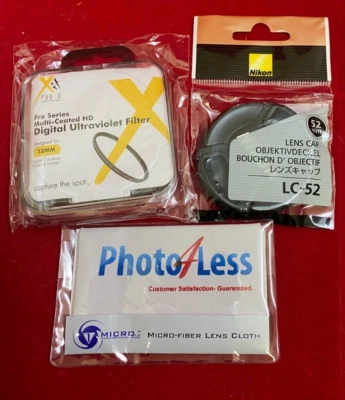 Pro Series
Multi-Coated HD
Digital Ultraviolet Filter
52MM
capture the spot
Nikon
52
LENS CAP
OBJEKTIVDECKEL
BOUCHON D' OBJECTIF
レンズキャップ
LC-52
Photo4Less
Customer Satisfaction- Guaranteed.
MICRO
MICRO-FIBER LENS CLOTH